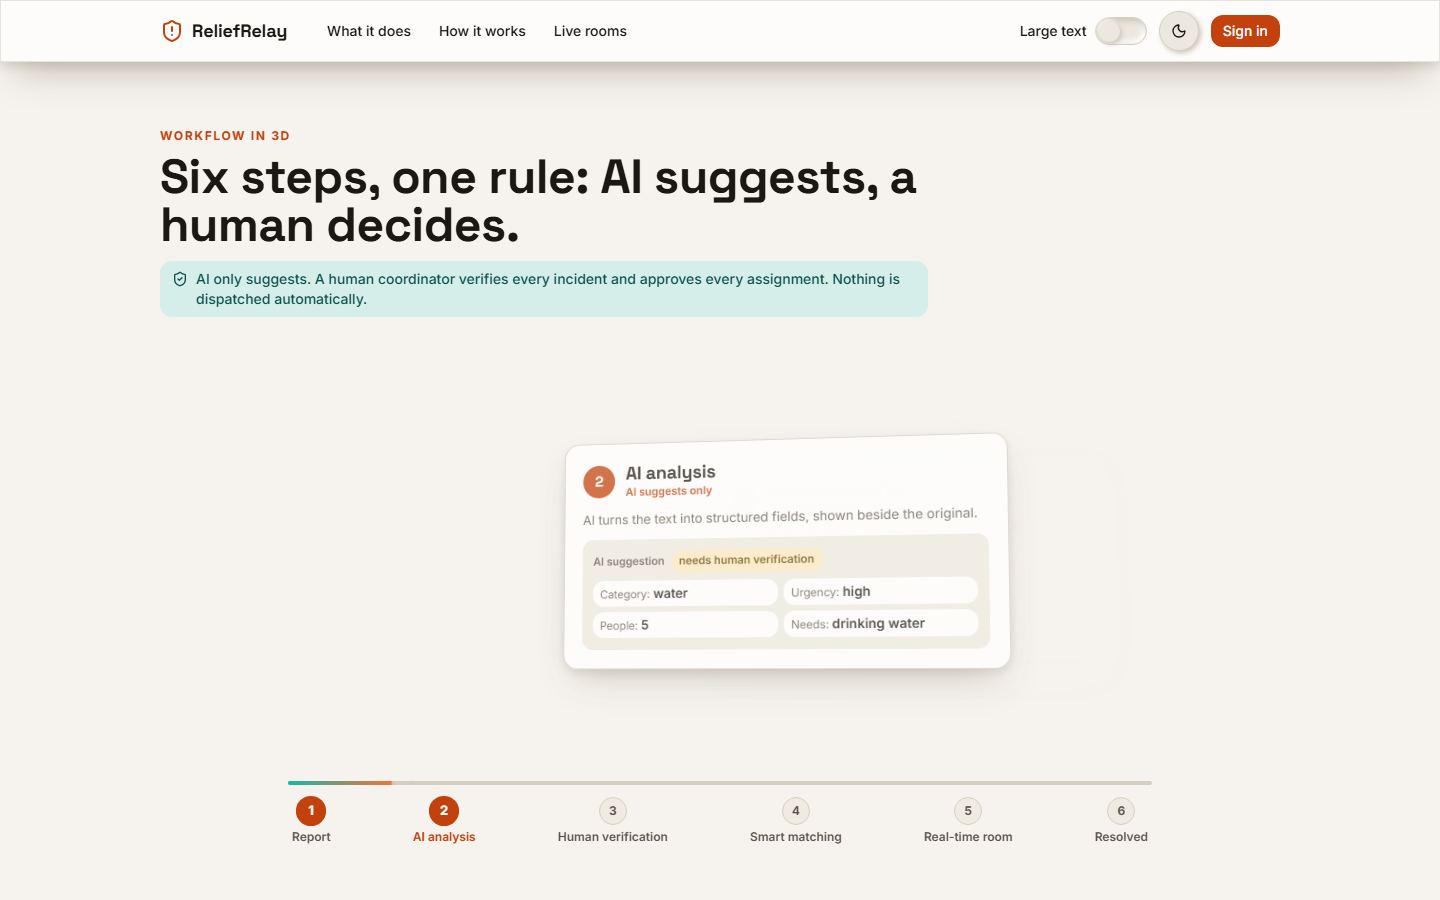 ReliefRelay
What it does
How it works
Live rooms
Large text
Sign in
WORKFLOW IN 3D
Six steps, one rule: AI suggests, a
human decides.
AI only suggests. A human coordinator verifies every incident and approves every assignment. Nothing is
dispatched automatically.
2
AI analysis
AI suggests only
AI turns the text into structured fields, shown beside the original.
AI suggestion
needs human verification
Category: water
Urgency: high
People: 5
Needs: drinking water
1
2
3
4
5
6
Report
AI analysis
Human verification
Smart matching
Real-time room
Resolved